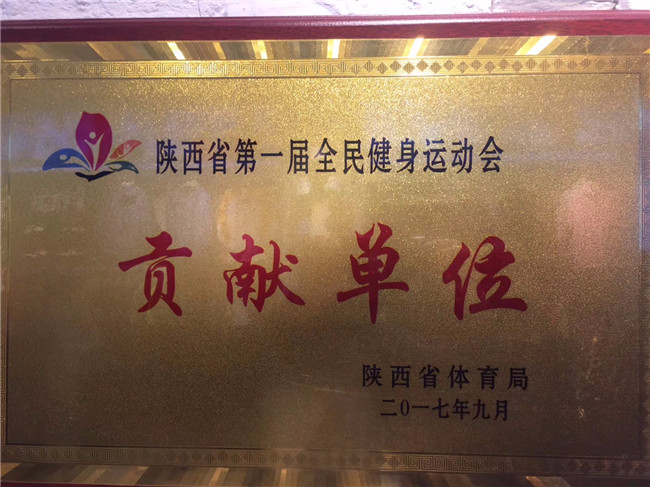 陕西省第一届全民健身运动会
贡献单位
陕西省体育局
二〇一七年九月